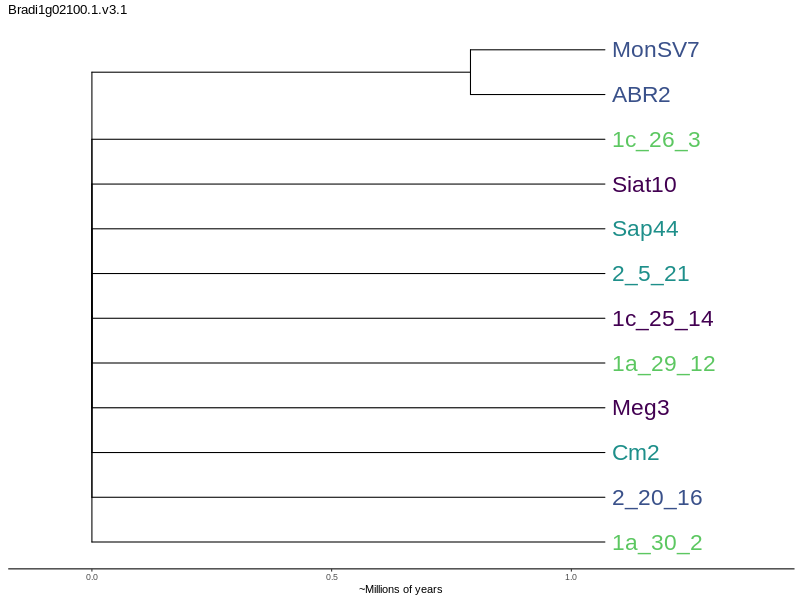 Bradi1g02100.1.v3.1
MonSV7
ABR2
1c_26_3
Siat10
Sap44
2_5_21
1c_25_14
1a_29_12
Meg3
Cm2
2_20_16
1a_30_2
0.0 0.5 1.0
~Millions of years